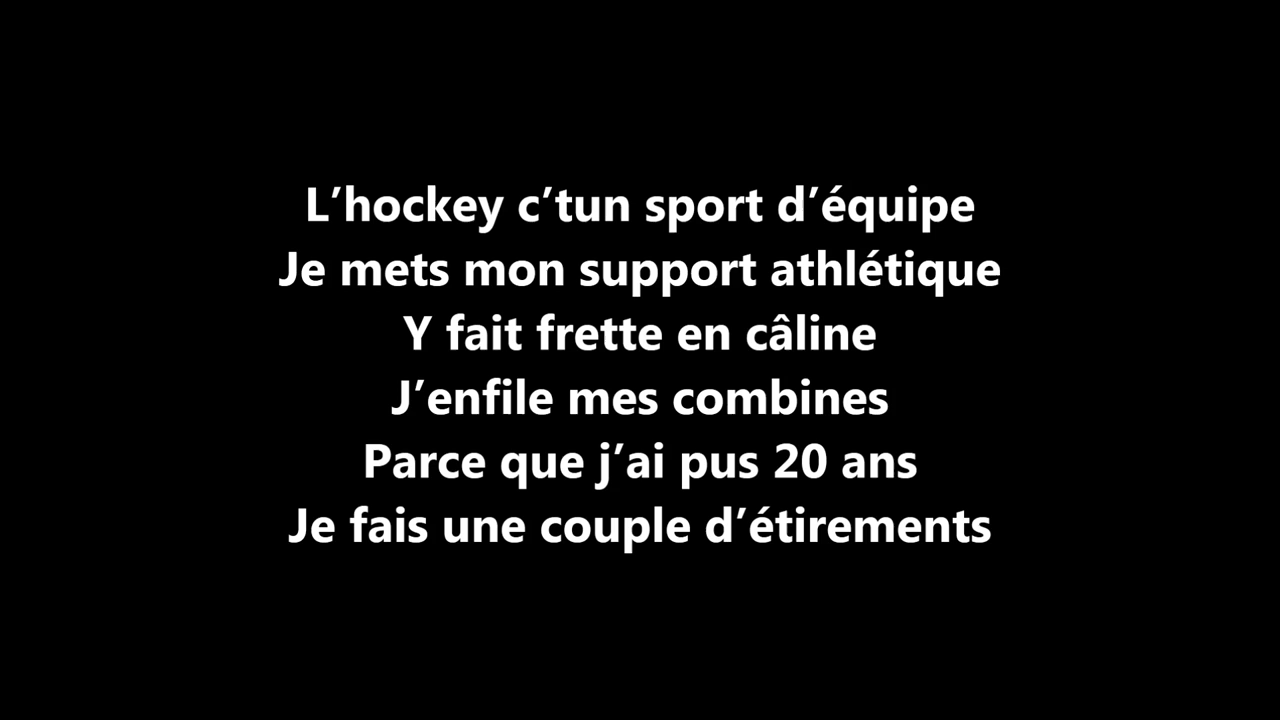 L’hockey c’tun sport d’équipe
Je mets mon support athlétique
Y fait frette en câline
J’enfile mes combines
Parce que j’ai pus 20 ans
Je fais une couple d’étirements